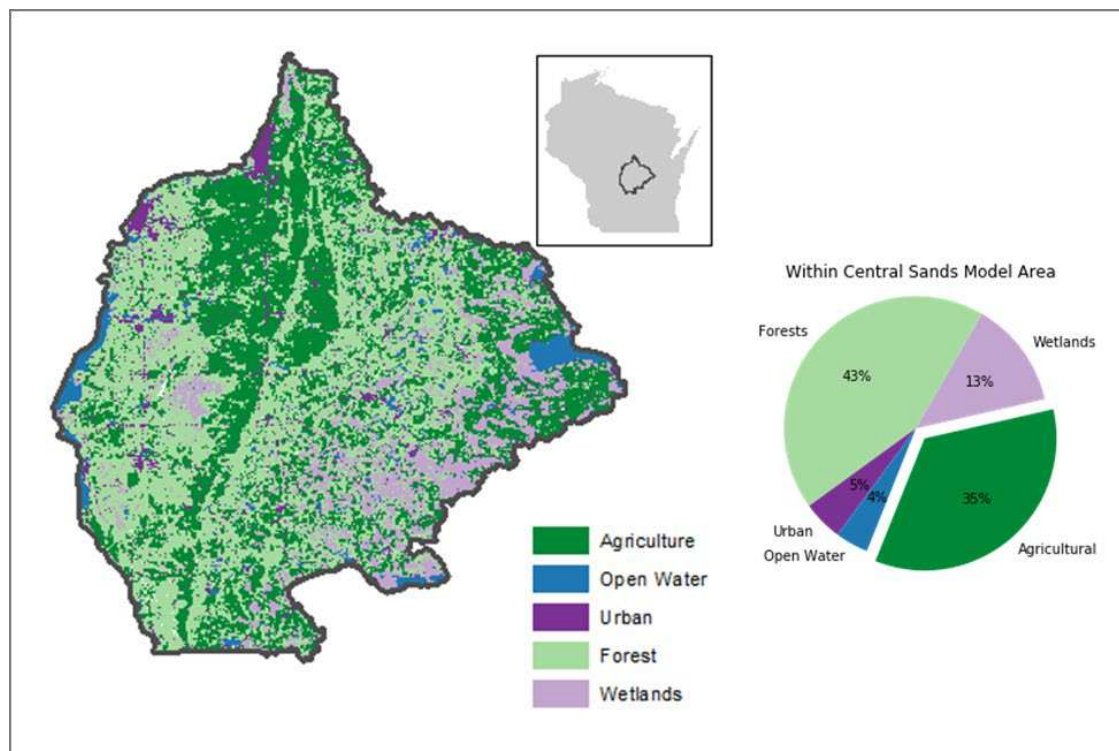 Within Central Sands Model Area
Forests
Wetlands
43%
13%
5%
4%
35%
Urban
Open Water
Agricultural
Agriculture
Open Water
Urban
Forest
Wetlands